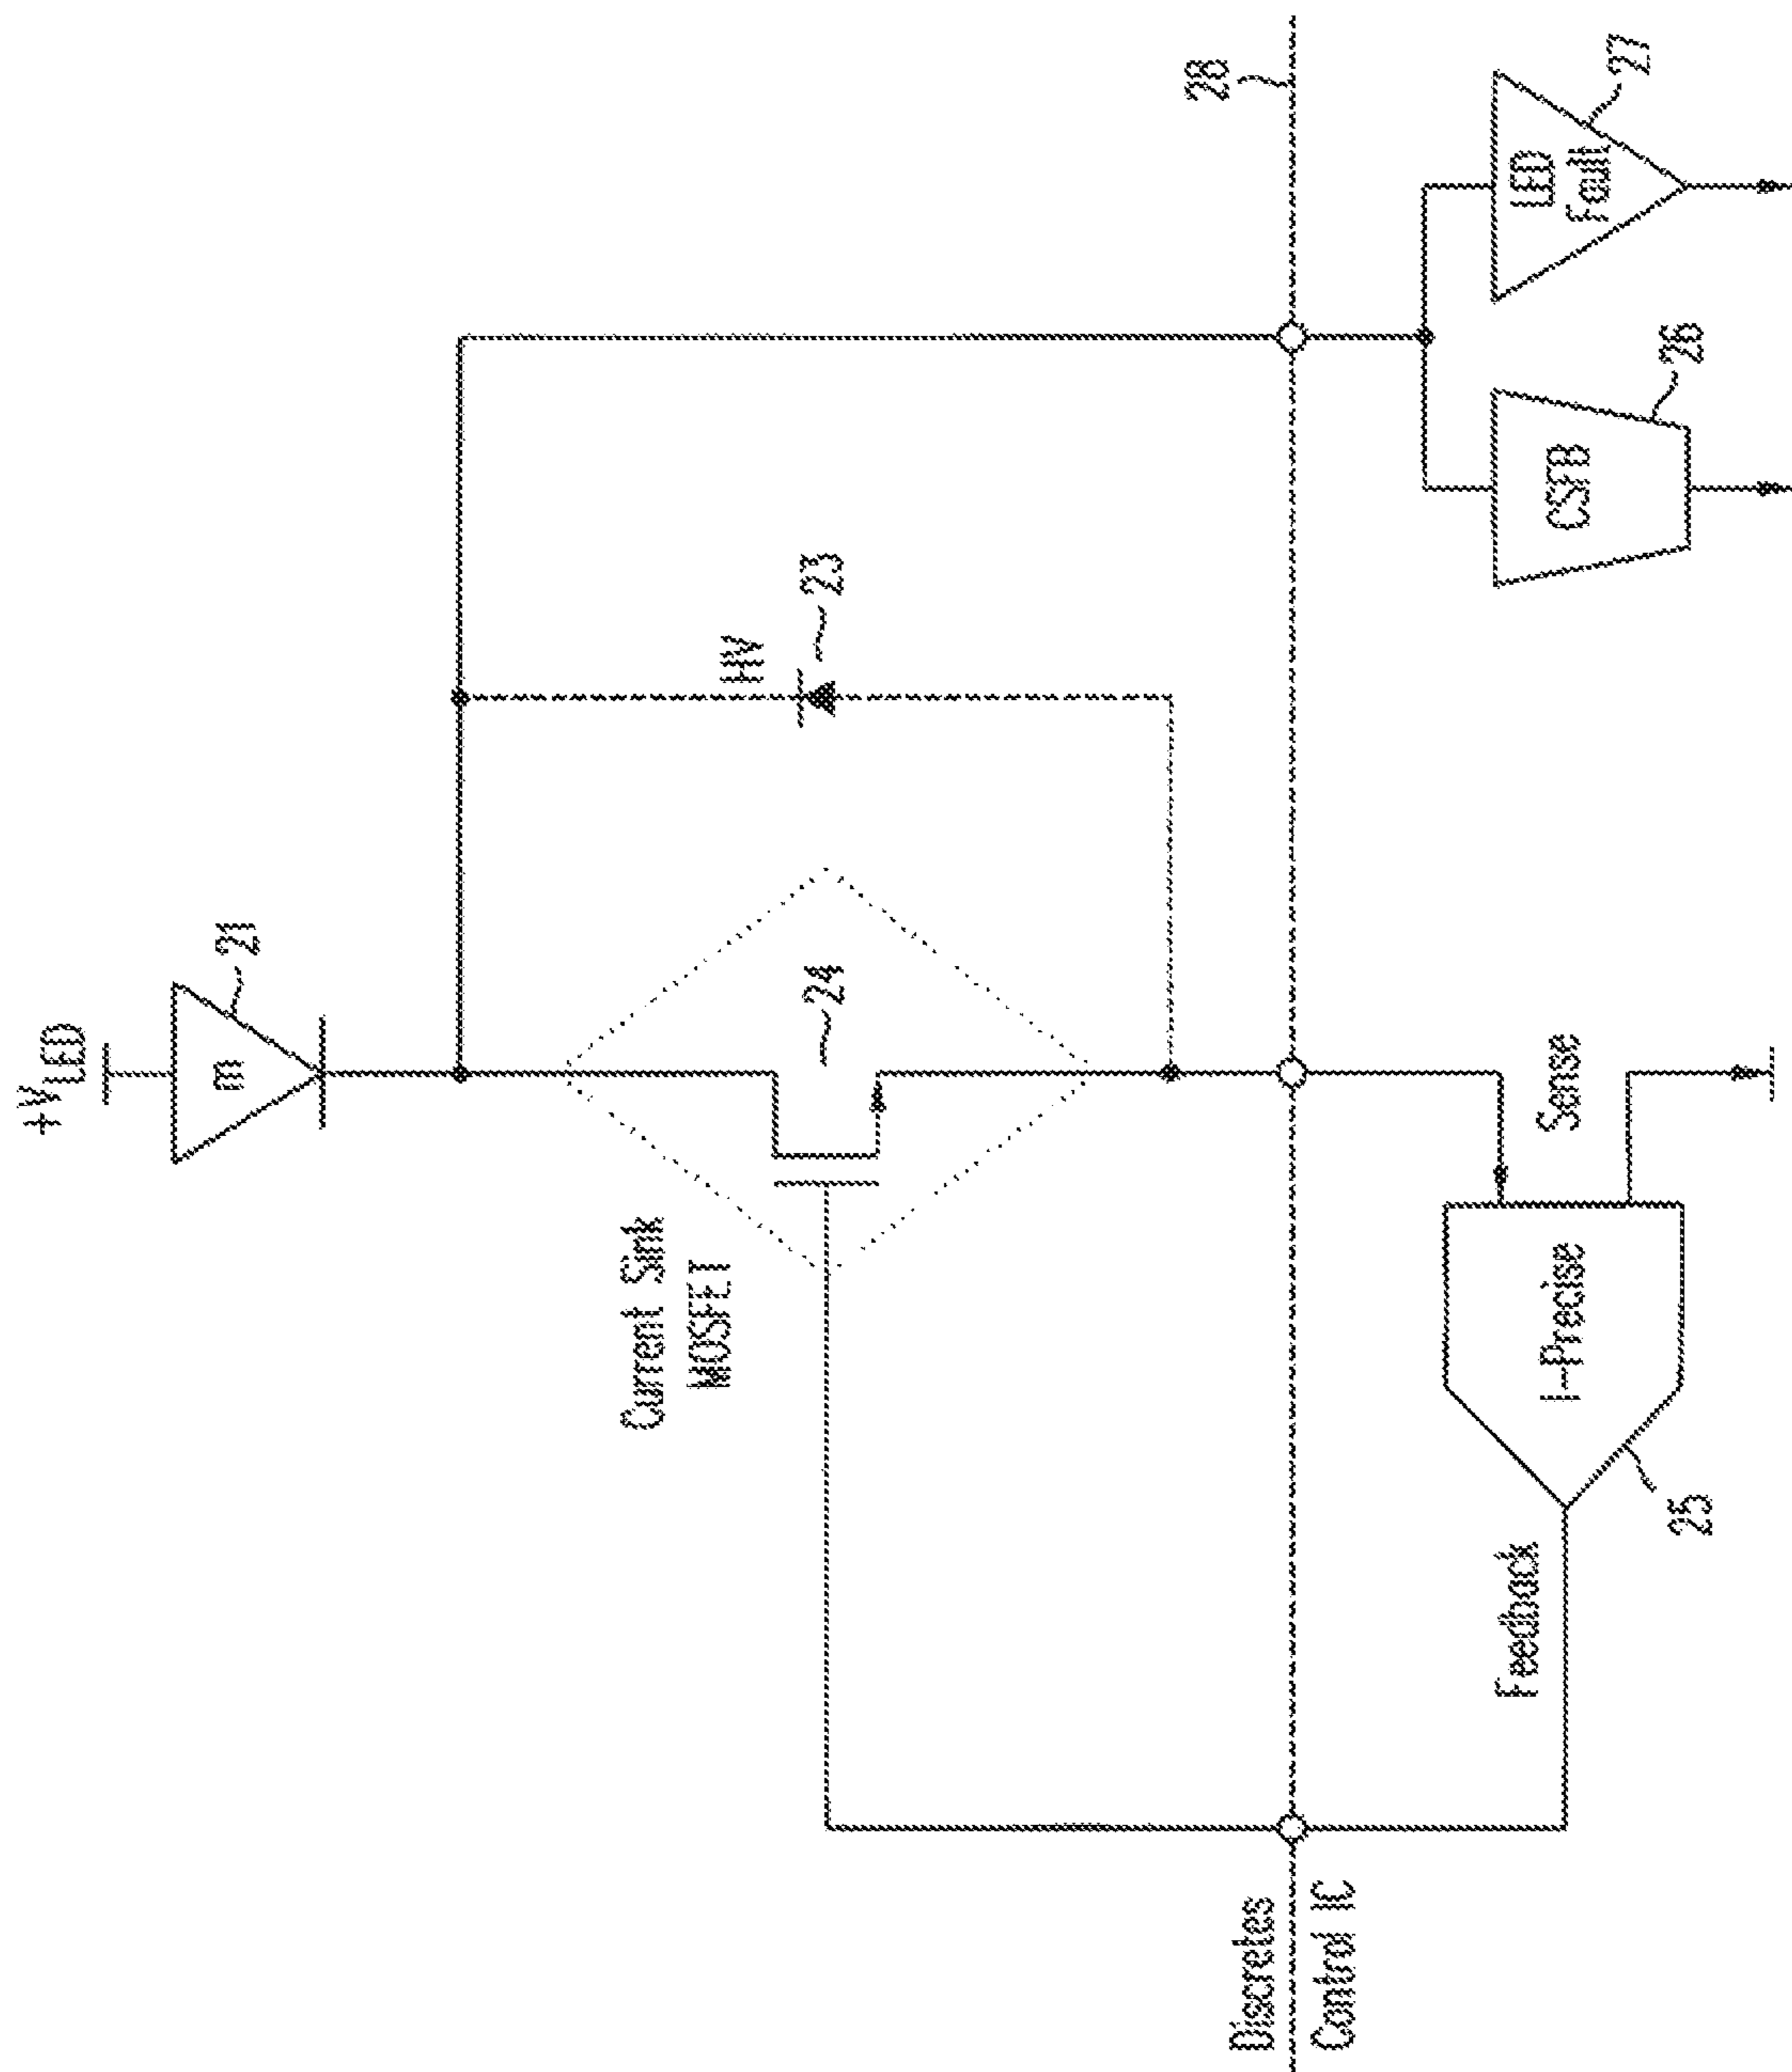 +VLED
m
21
Current Sink
MOSFET
24
HV
23
28
Discretes
Control IC
Feedback
I-Precise
25
Sense
CSFB
26
LED
Fault
27